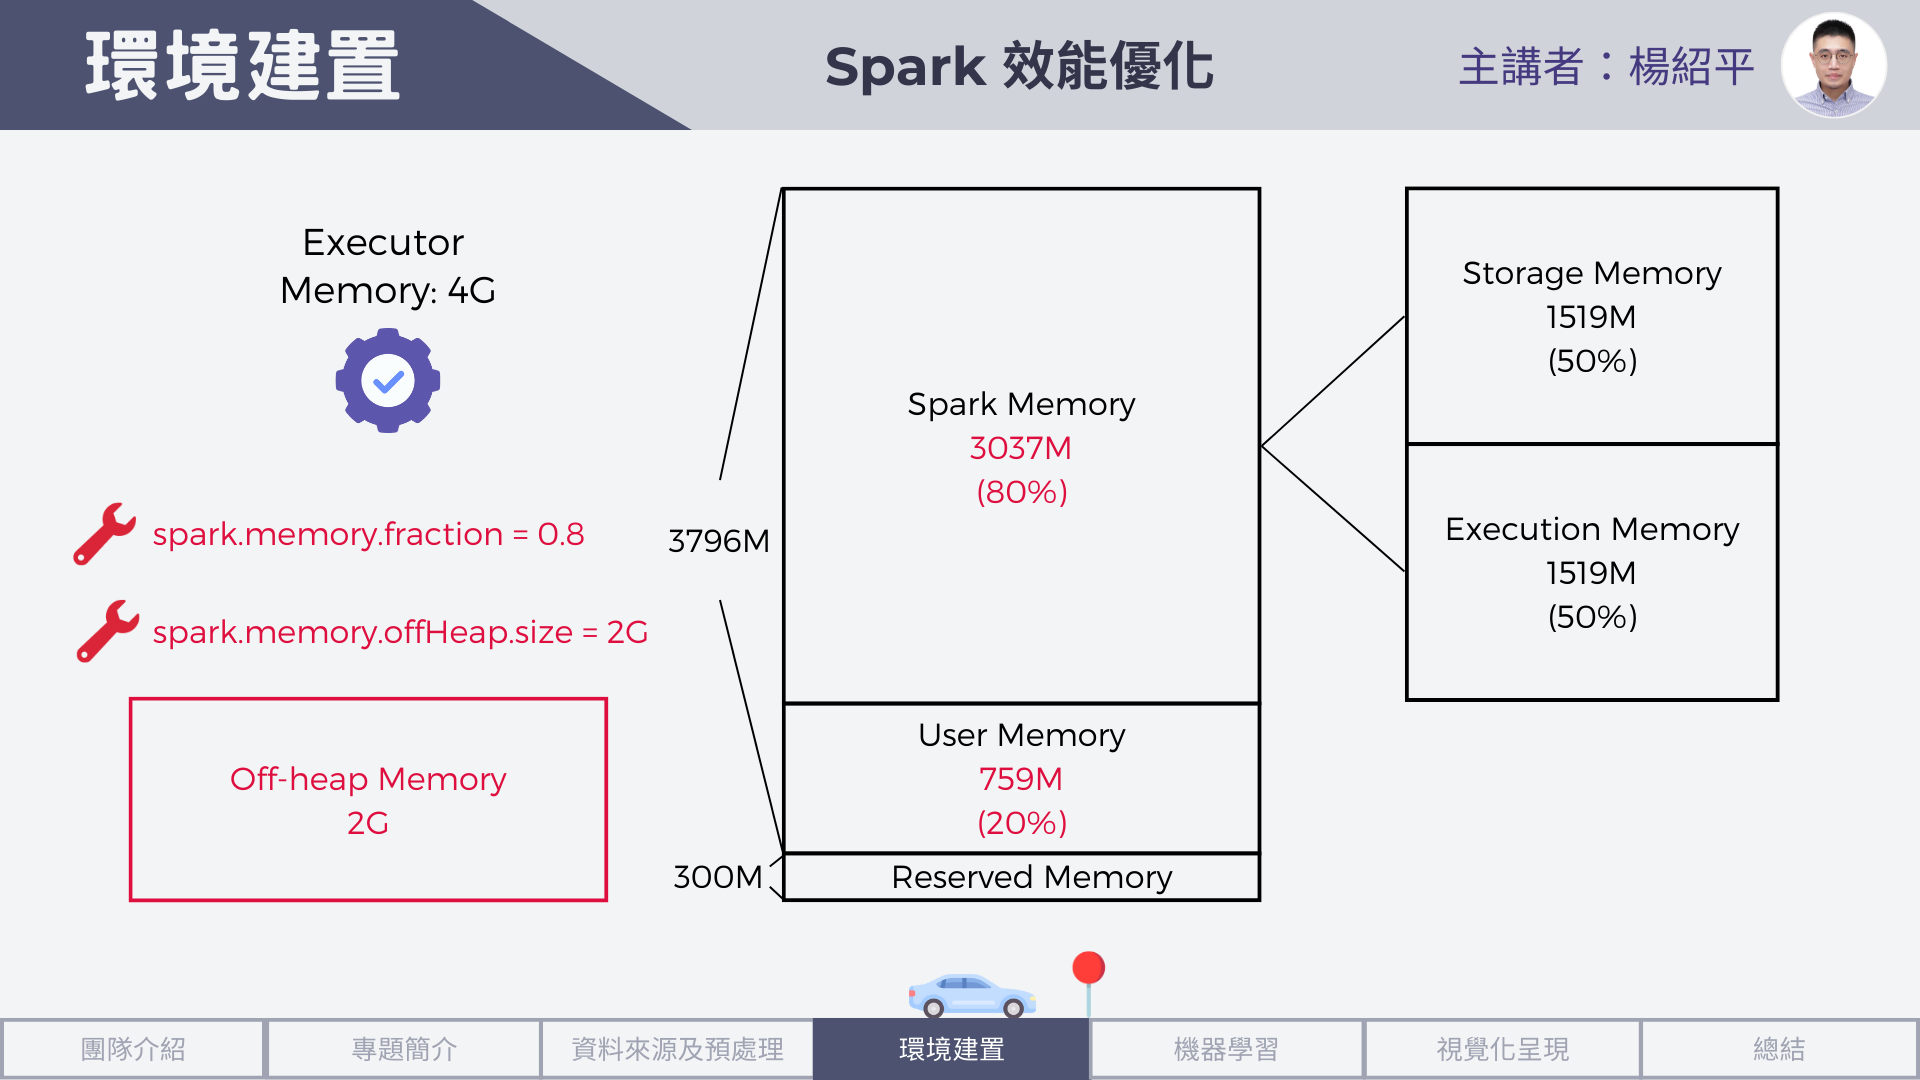 環境建置
Spark 效能優化
主講者：楊紹平
Executor
Memory: 4G
spark.memory.fraction = 0.8
spark.memory.offHeap.size = 2G
Off-heap Memory
2G
3796M
300M
Spark Memory
3037M
(80%)
User Memory
759M
(20%)
Reserved Memory
Storage Memory
1519M
(50%)
Execution Memory
1519M
(50%)
團隊介紹
專題簡介
資料來源及預處理
環境建置
機器學習
視覺化呈現
總結